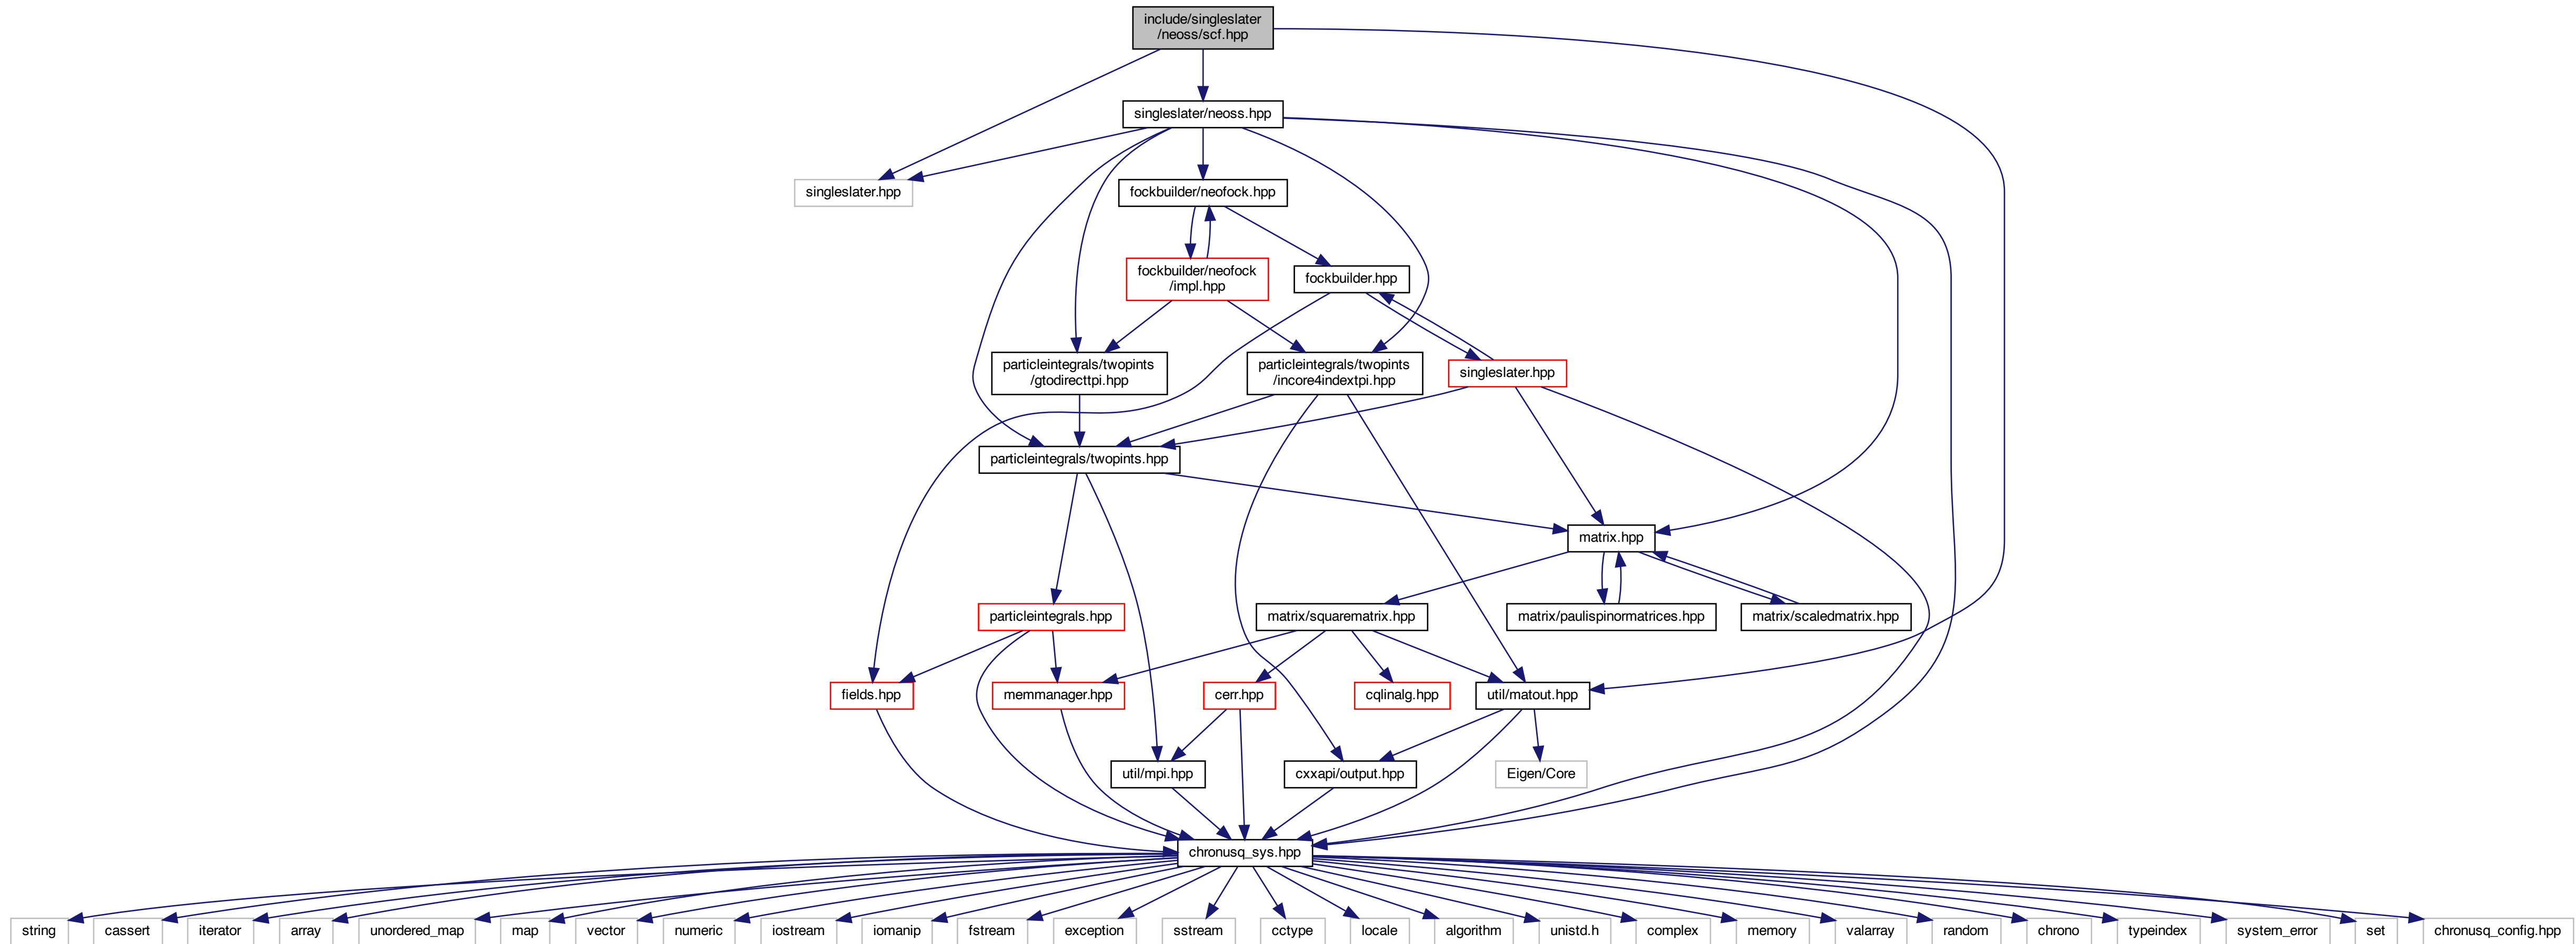 include/singleslater
/neoss/scf.hpp
singleslater/neoss.hpp
singleslater.hpp
fockbuilder/neofock.hpp
fockbuilder/neofock
/impl.hpp
fockbuilder.hpp
particleintegrals/twopints
/gtodirecttpi.hpp
particleintegrals/twopints
/incore4indextpi.hpp
singleslater.hpp
particleintegrals/twopints.hpp
matrix.hpp
particleintegrals.hpp
matrix/squarematrix.hpp
matrix/paulispinormatrices.hpp
matrix/scaledmatrix.hpp
fields.hpp
memmanager.hpp
cerr.hpp
cqlinalg.hpp
util/matout.hpp
util/mpi.hpp
cxxapi/output.hpp
Eigen/Core
chronusq_sys.hpp
string
cassert
iterator
array
unordered_map
map
vector
numeric
iostream
iomanip
fstream
exception
sstream
cctype
locale
algorithm
unistd.h
complex
memory
valarray
random
chrono
typeindex
system_error
set
chronusq_config.hpp